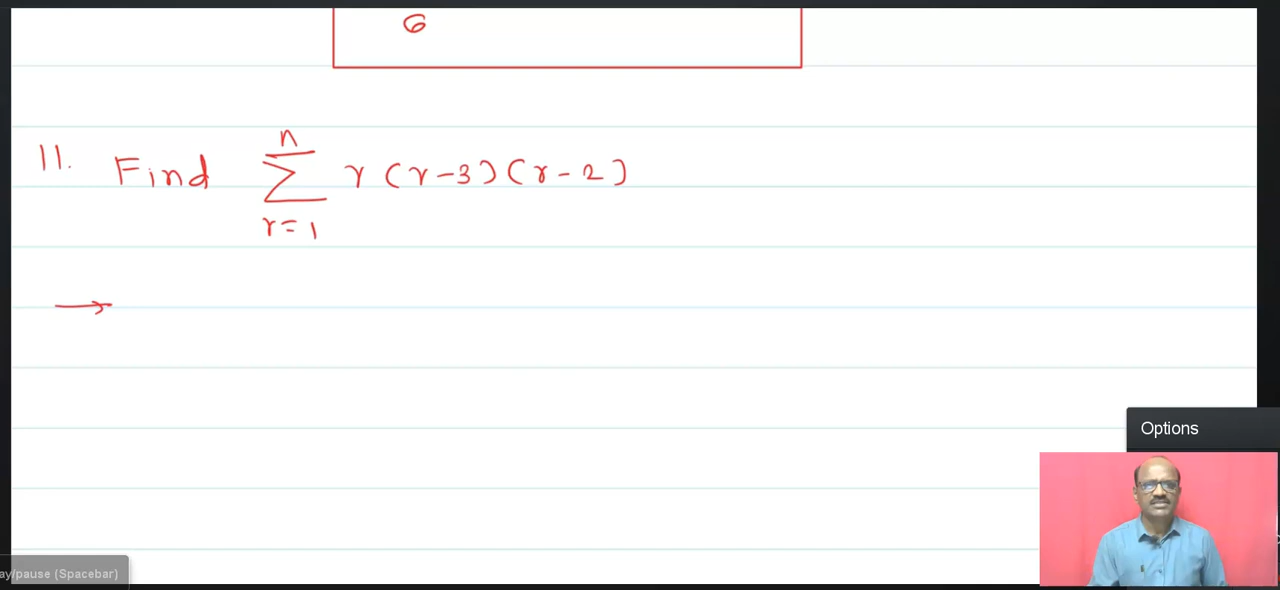 6
11. Find n∑r=1 r(r-3)(r-2)
→
Options
ay/pause (Spacebar)